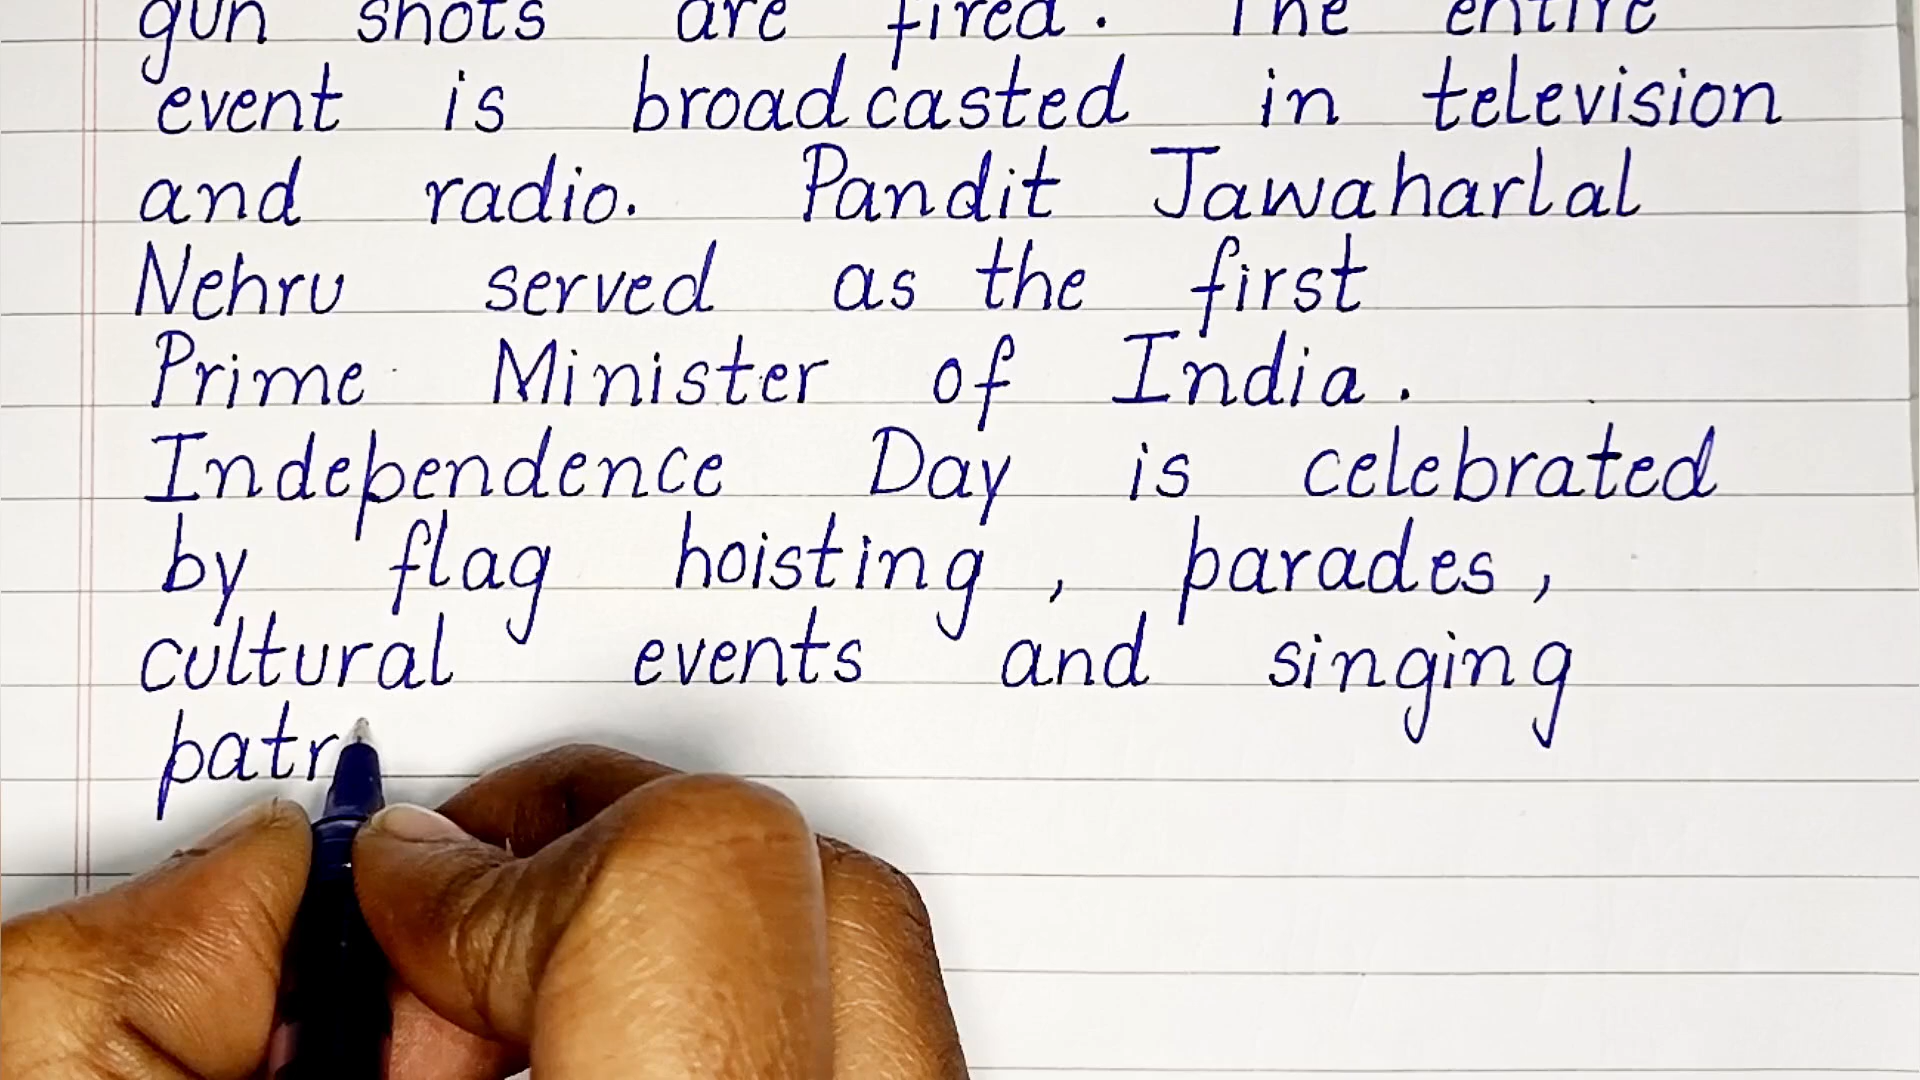 gun shots are fired. The entire
event is broadcasted in television
and radio. Pandit Jawaharlal
Nehru served as the first
Prime Minister of India.
Independence Day is celebrated
by flag hoisting, parades,
cultural events and singing
patr